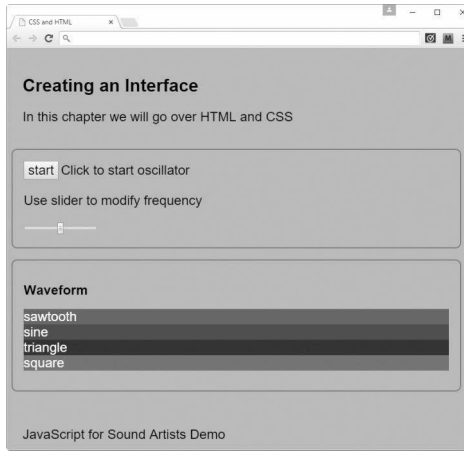 CSS and HTML
Creating an Interface
In this chapter we will go over HTML and CSS
start Click to start oscillator
Use slider to modify frequency
Waveform
sawtooth
sine
triangle
square
JavaScript for Sound Artists Demo